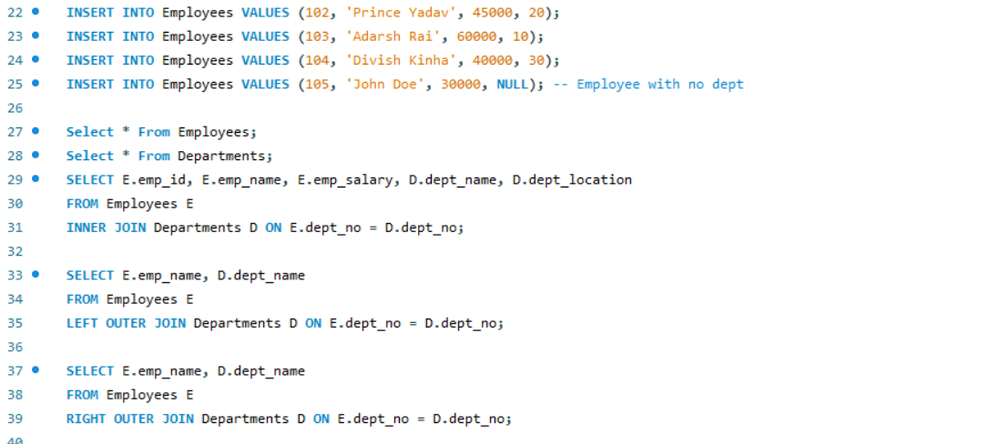 22 INSERT INTO Employees VALUES (102, 'Prince Yadav', 45000, 20);
23 INSERT INTO Employees VALUES (103, 'Adarsh Rai', 60000, 10);
24 INSERT INTO Employees VALUES (104, 'Divish Kinha', 40000, 30);
25 INSERT INTO Employees VALUES (105, 'John Doe', 30000, NULL); -- Employee with no dept
26
27 Select * From Employees;
28 Select * From Departments;
29 SELECT E.emp_id, E.emp_name, E.emp_salary, D.dept_name, D.dept_location
30 FROM Employees E
31 INNER JOIN Departments D ON E.dept_no = D.dept_no;
32
33 SELECT E.emp_name, D.dept_name
34 FROM Employees E
35 LEFT OUTER JOIN Departments D ON E.dept_no = D.dept_no;
36
37 SELECT E.emp_name, D.dept_name
38 FROM Employees E
39 RIGHT OUTER JOIN Departments D ON E.dept_no = D.dept_no;
40